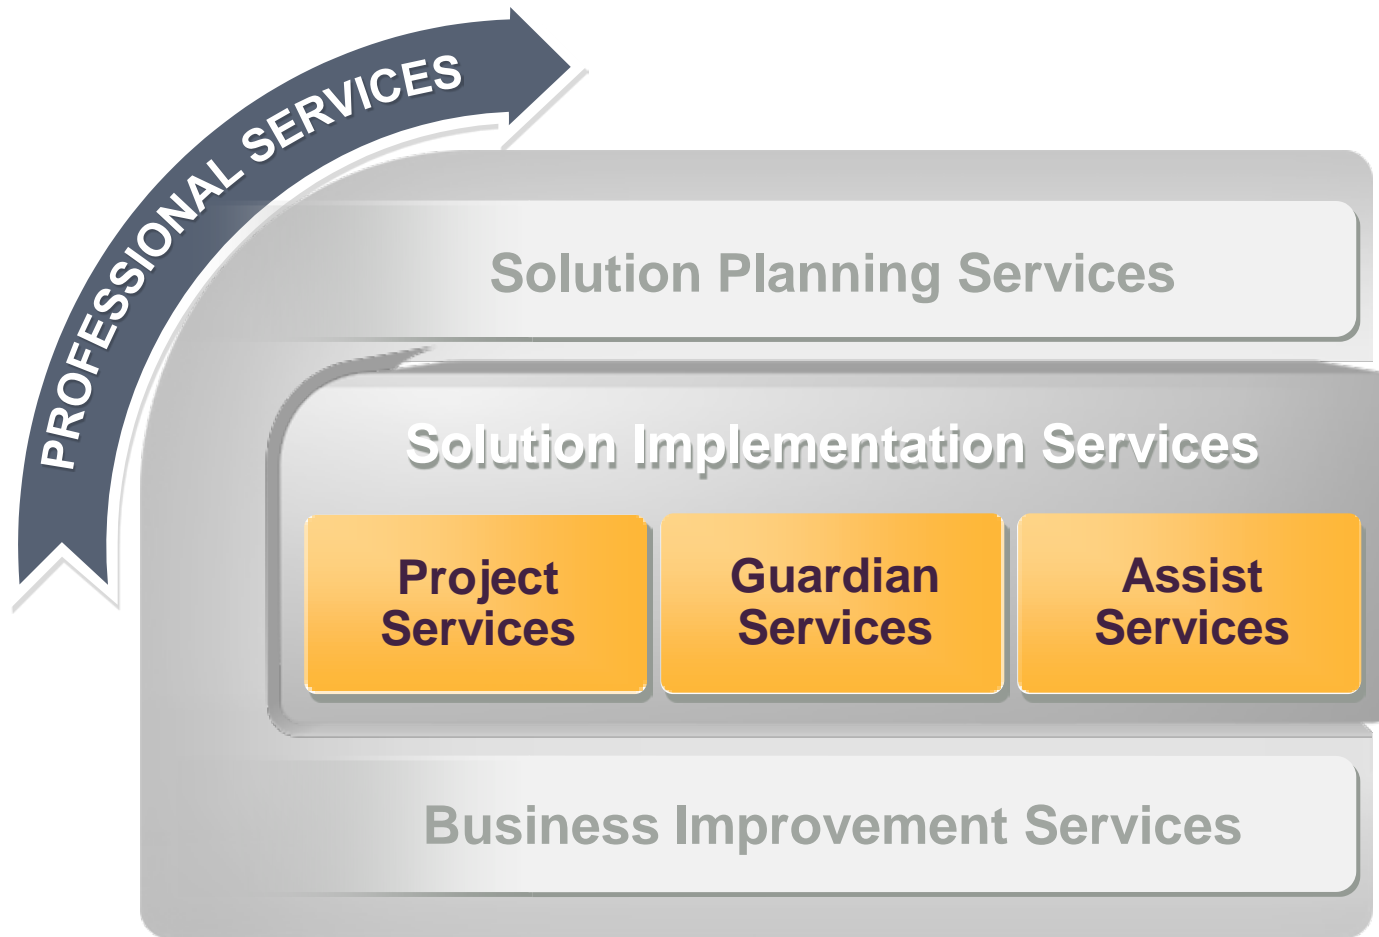 PROFESSIONAL SERVICES
Solution Planning Services
Solution Implementation Services
Project
Services
Guardian
Services
Assist
Services
Business Improvement Services